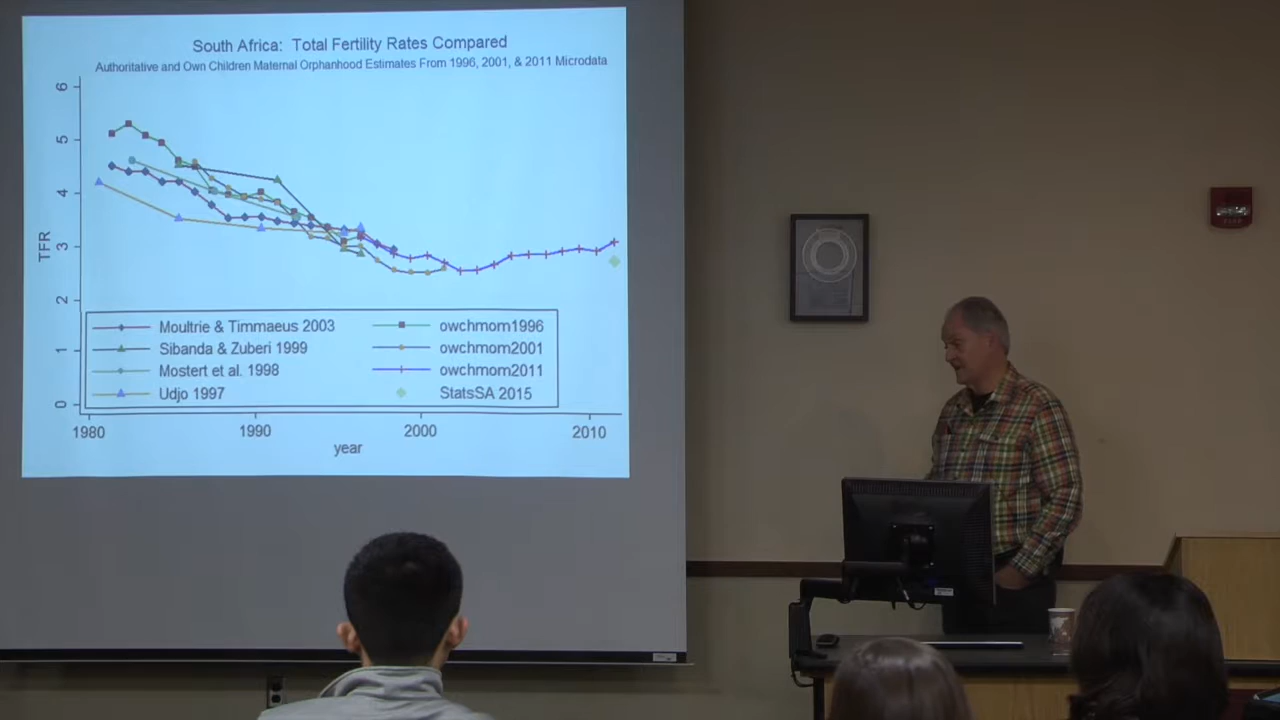 South Africa: Total Fertility Rates Compared
Authoritative and Own Children Maternal Orphanhood Estimates From 1996, 2001, & 2011 Microdata
6
5
4
3
2
1
0
TFR
Moultrie & Timmaeus 2003
owchmom1996
Sibanda & Zuberi 1999
owchmom2001
Mostert et al. 1998
owchmom2011
Udjo 1997
StatsSA 2015
1980 1990 2000 2010
year